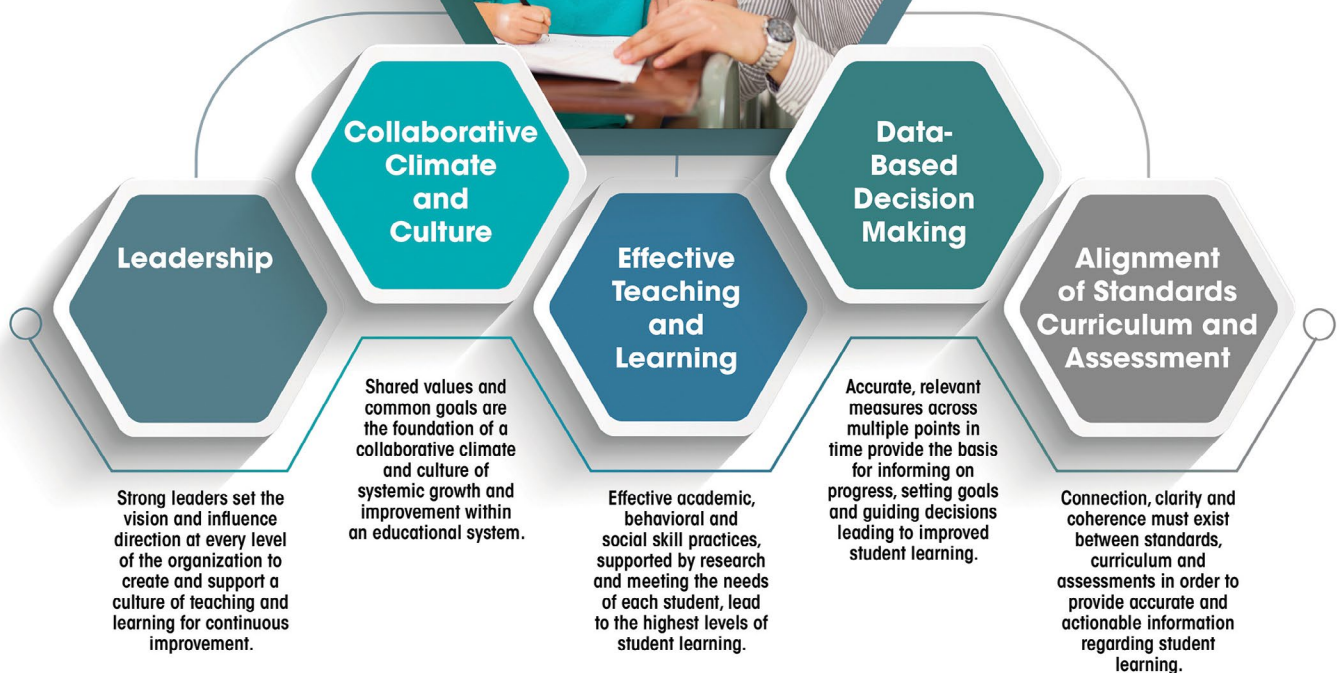 Leadership
Strong leaders set the
vision and influence
direction at every level
of the organization to
create and support a
culture of teaching and
learning for continuous
improvement.
Collaborative
Climate
and
Culture
Shared values and
common goals are
the foundation of a
collaborative climate
and culture of
systemic growth and
improvement within
an educational system.
Effective
Teaching
and
Learning
Effective academic,
behavioral and
social skill practices,
supported by research
and meeting the needs
of each student, lead
to the highest levels of
student learning.
Data-
Based
Decision
Making
Accurate, relevant
measures across
multiple points in
time provide the basis
for informing on
progress, setting goals
and guiding decisions
leading to improved
student learning.
Alignment
of Standards
Curriculum and
Assessment
Connection, clarity and
coherence must exist
between standards,
curriculum and
assessments in order to
provide accurate and
actionable information
regarding student
learning.